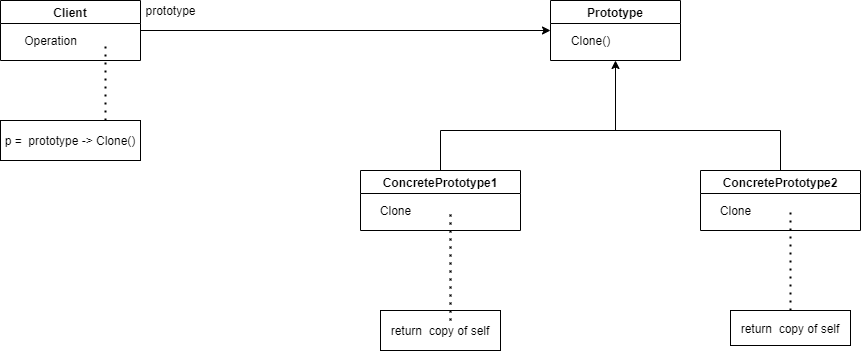 Client
prototype
Prototype
Operation
Clone()
p = prototype -> Clone()
ConcretePrototype1
ConcretePrototype2
Clone
Clone
return copy of self
return copy of self